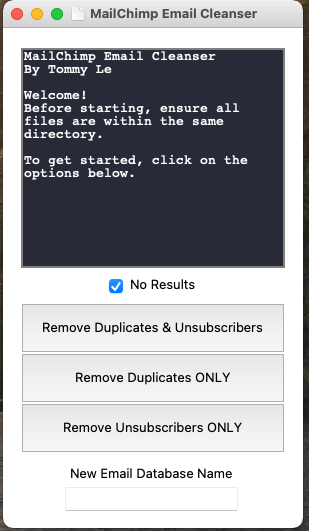 MailChimp Email Cleanser
MailChimp Email Cleanser
By Tommy Le
Welcome!
Before starting, ensure all
files are within the same
directory.
To get started, click on the
options below.
No Results
Remove Duplicates & Unsubscribers
Remove Duplicates ONLY
Remove Unsubscribers ONLY
New Email Database Name